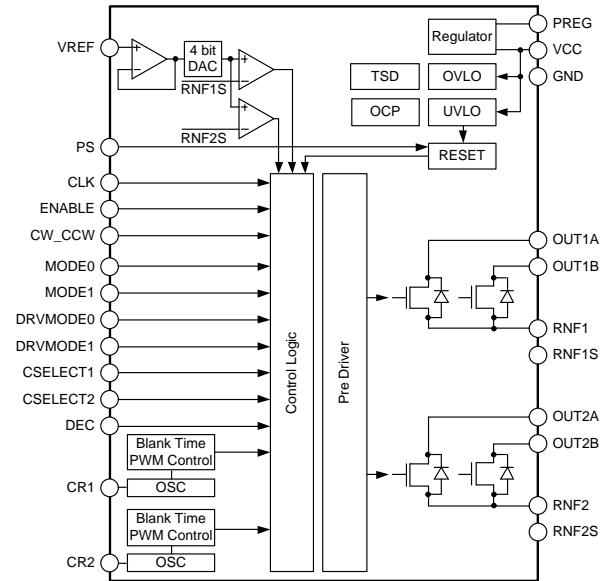 PREG
Regulator
VREF
4 bit
DAC
VCC
TSD
OVLO
GND
RNF1S
OCP
UVLO
RNF2S
PS
RESET
CLK
ENABLE
CW_CCW
OUT1A
MODE0
OUT1B
MODE1
DRVMODE0
RNF1
DRVMODE1
RNF1S
CSELECT1
Control Logic
Pre Driver
CSELECT2
OUT2A
DEC
OUT2B
Blank Time
PWM Control
CR1
OSC
RNF2
Blank Time
PWM Control
RNF2S
CR2
OSC